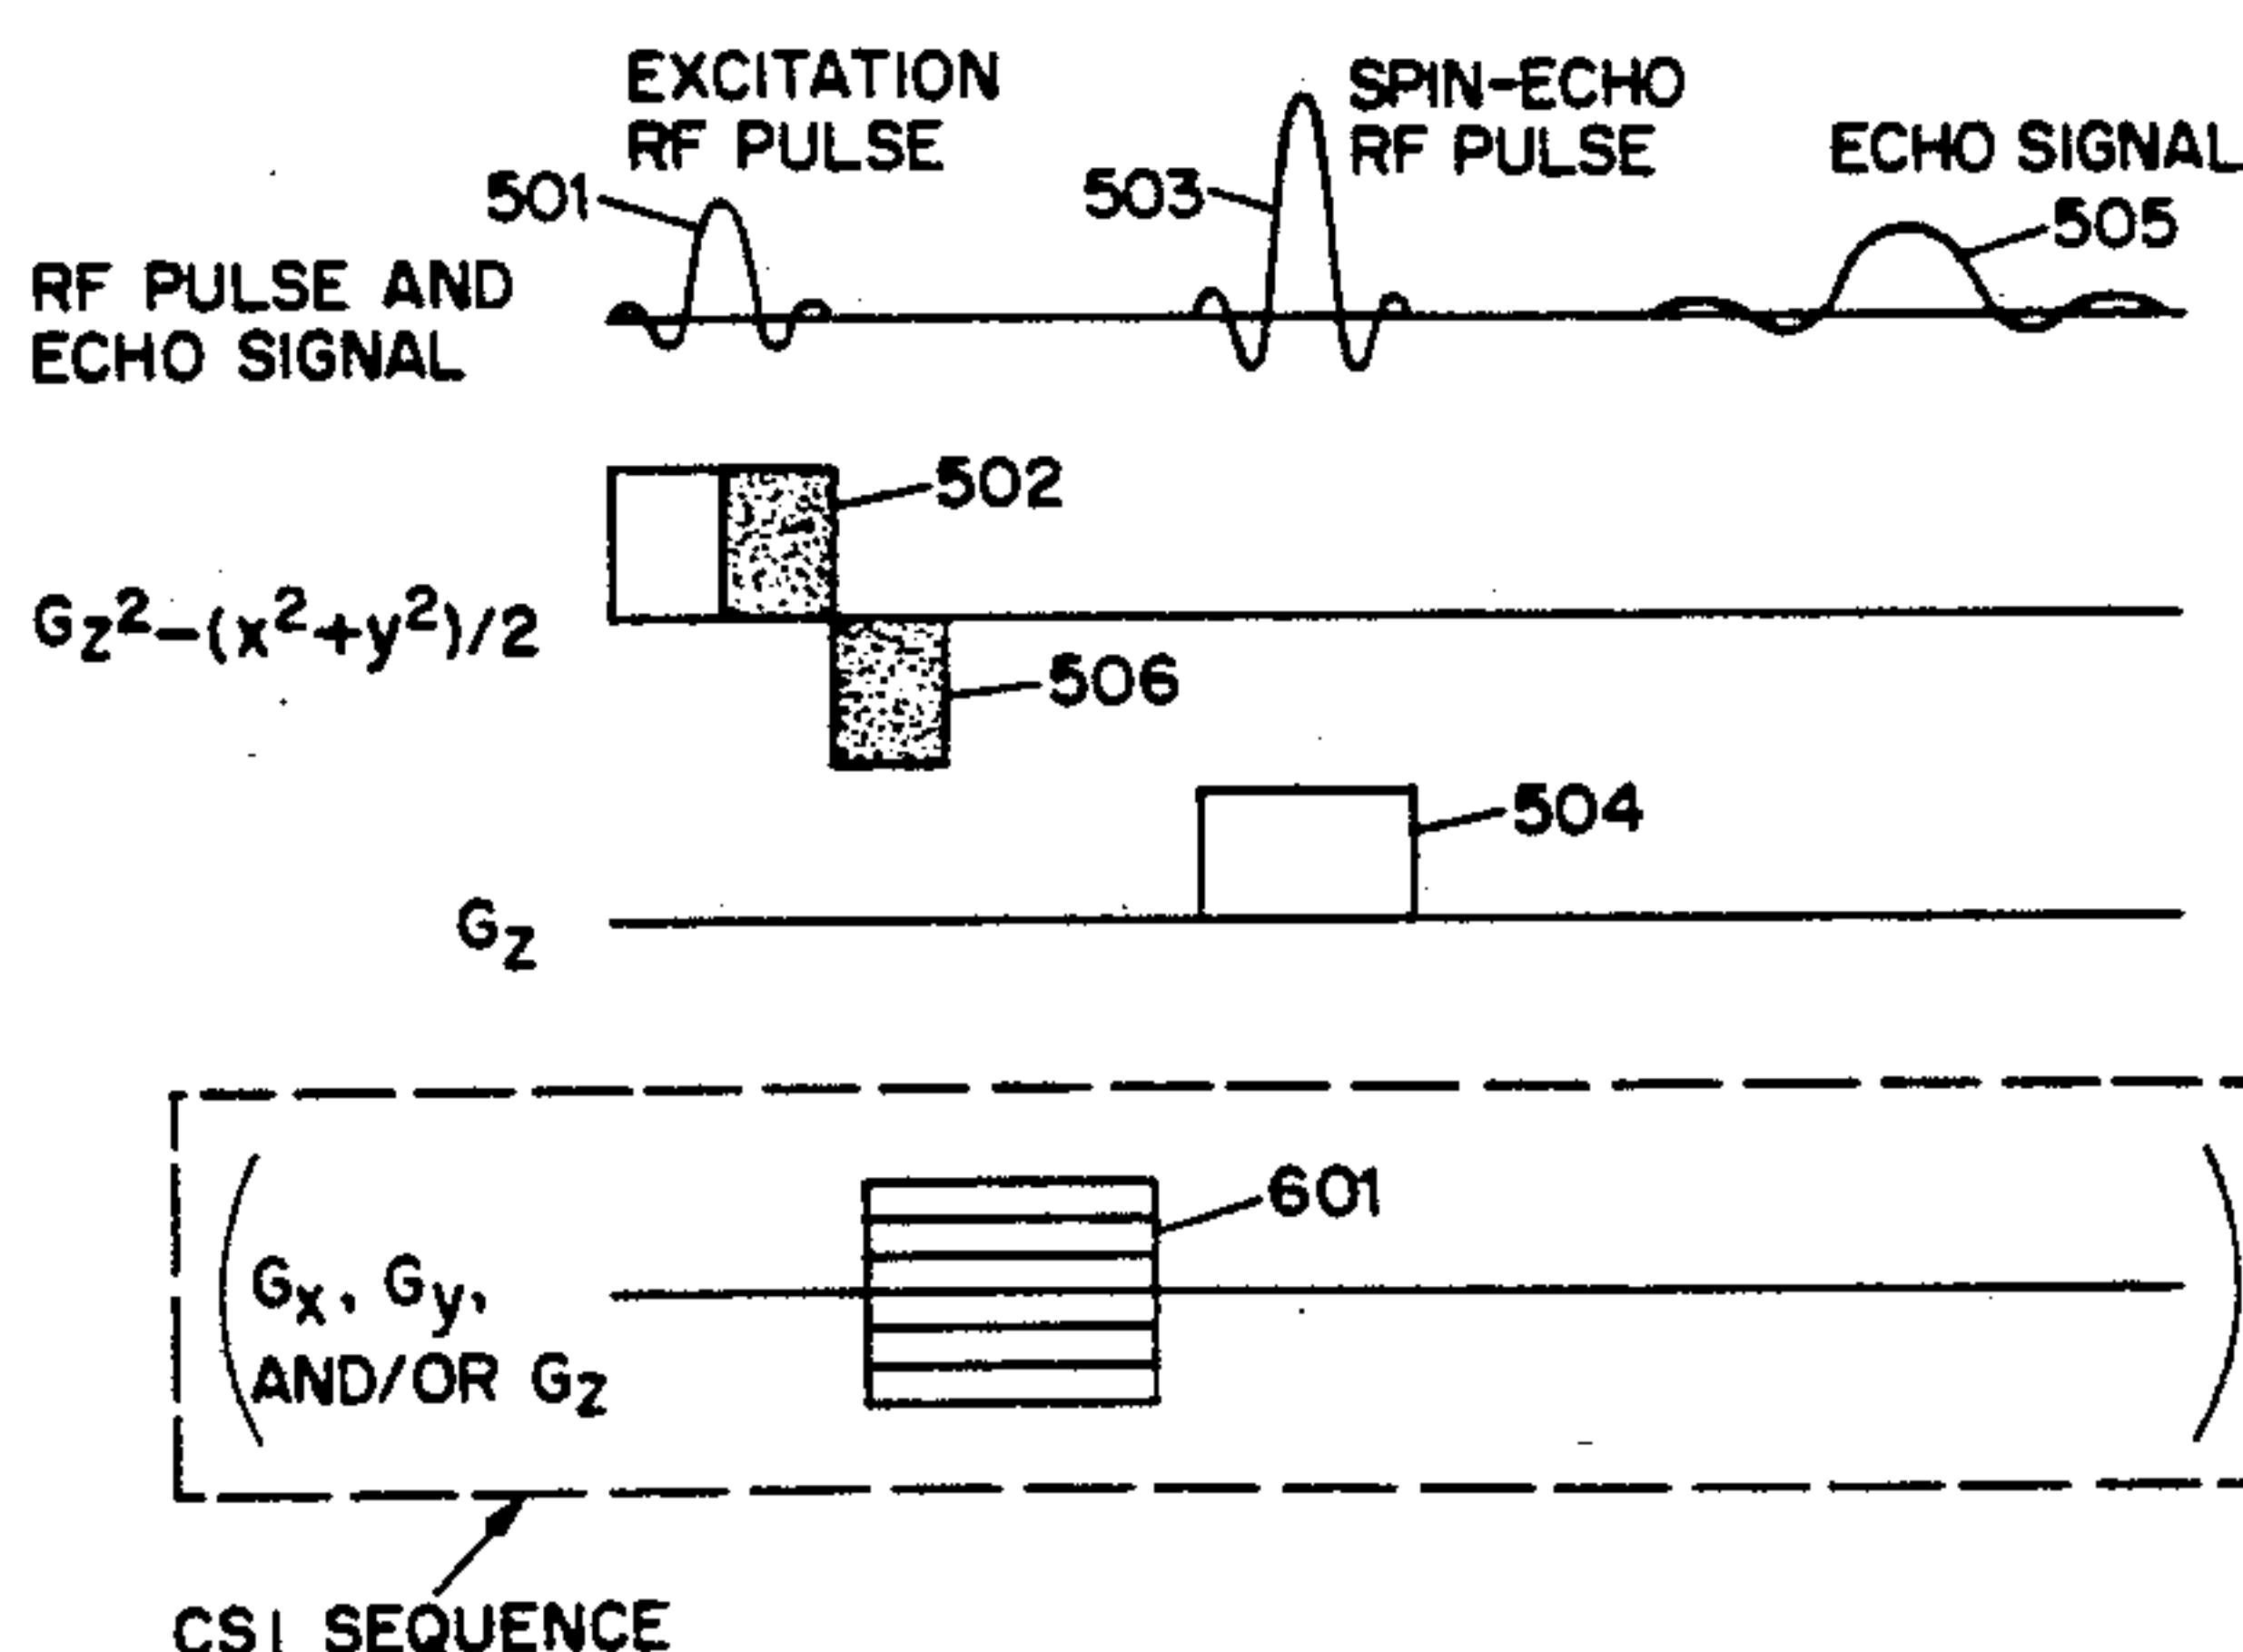 EXCITATION
RF PULSE
SPIN-ECHO
RF PULSE
ECHO SIGNAL
501
503
505
RF PULSE AND
ECHO SIGNAL
502
Gz²-(x²+y²)/2
506
504
Gz
601
(Gx, Gy,
AND/OR Gz)
CSI SEQUENCE